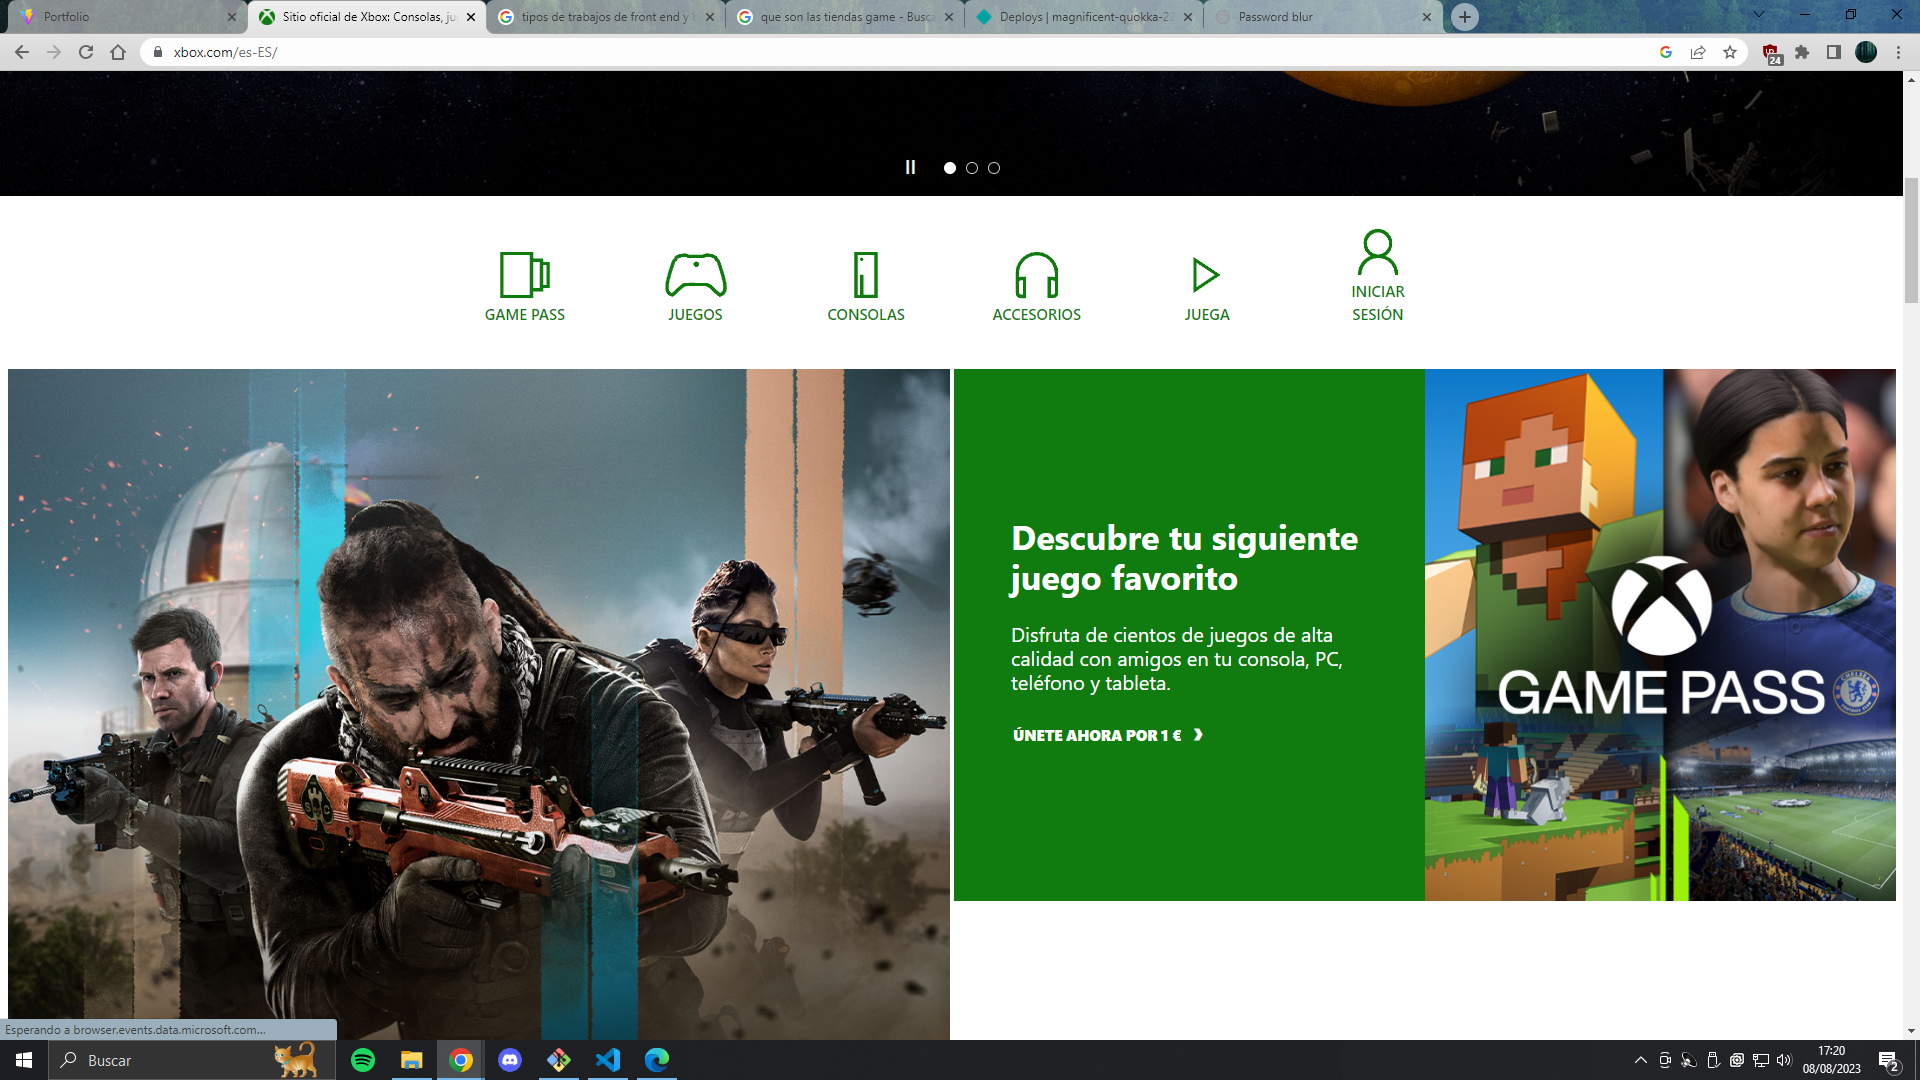 Portfolio
Sitio oficial de Xbox: Consolas, ju
tipos de trabajos de front end y b
que son las tiendas game - Busca
Deploys | magnificent-quokka-22
Password blur
xbox.com/es-ES/
24
GAME PASS
JUEGOS
CONSOLAS
ACCESORIOS
JUEGA
INICIAR
SESIÓN
Descubre tu siguiente
juego favorito
Disfruta de cientos de juegos de alta
calidad con amigos en tu consola, PC,
teléfono y tableta.
ÚNETE AHORA POR 1 €
GAME PASS
Esperando a browser.events.data.microsoft.com...
Buscar
17:20
08/08/2023
2